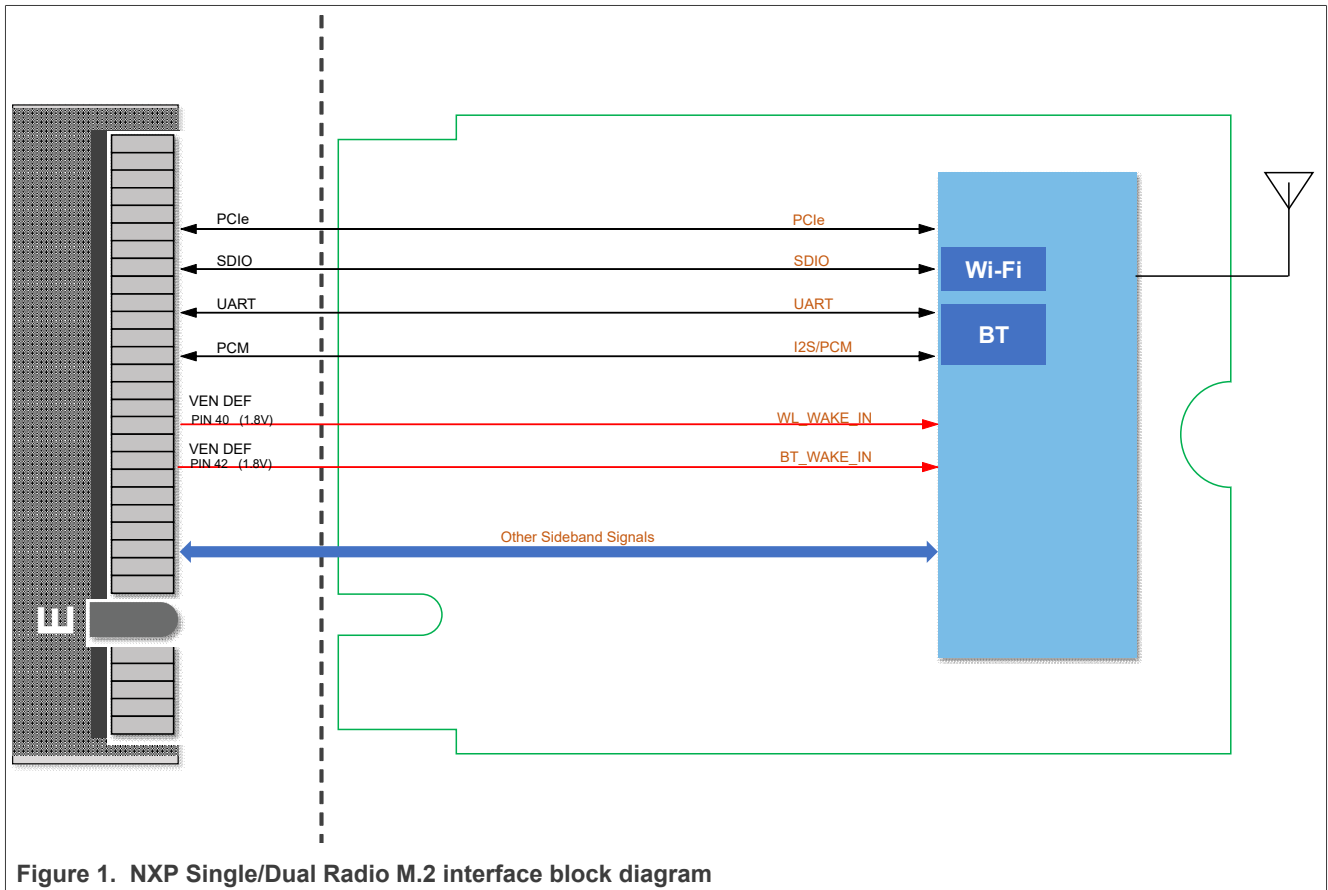 PCIe PCIe
SDIO SDIO
Wi-Fi
UART UART
BT
PCM I2S/PCM
VEN DEF
PIN 40 (1.8V) WL_WAKE_IN
VEN DEF
PIN 42 (1.8V) BT_WAKE_IN
Other Sideband Signals
E
Figure 1. NXP Single/Dual Radio M.2 interface block diagram